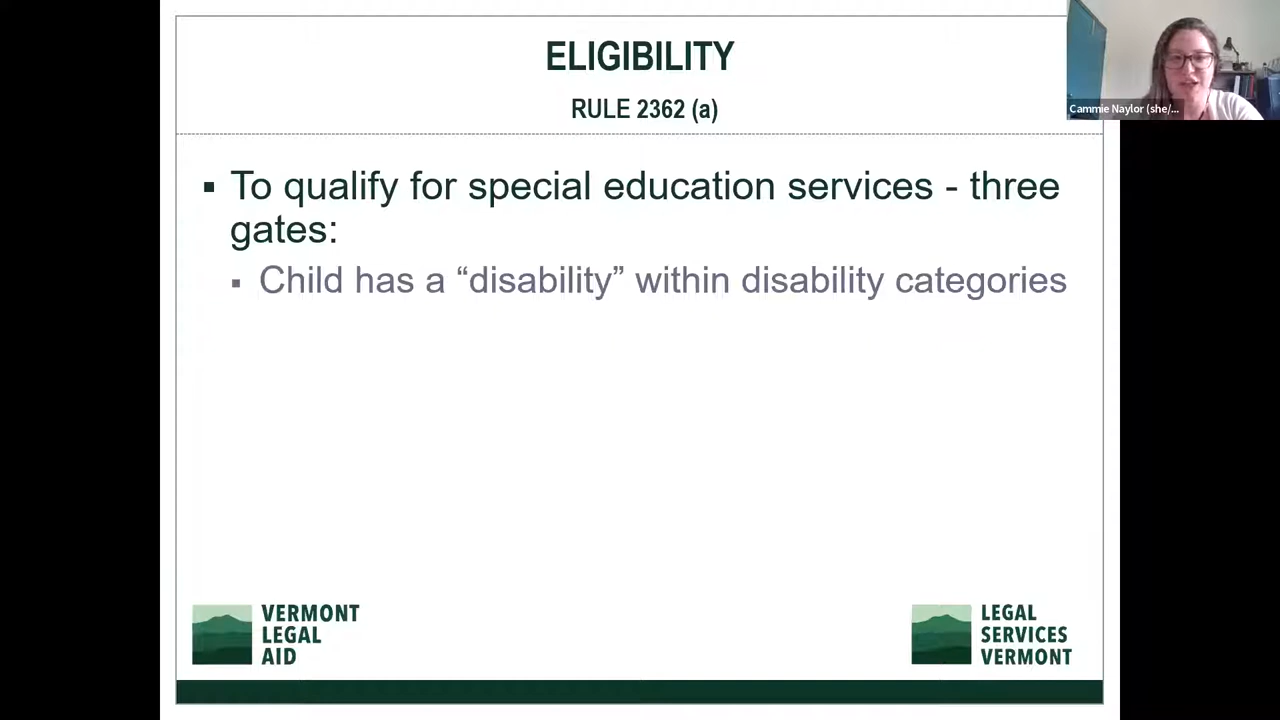 ELIGIBILITY
RULE 2362 (a)
Cammie Naylor (she/...
▪ To qualify for special education services - three
gates:
▪ Child has a “disability” within disability categories
VERMONT
LEGAL
AID
LEGAL
SERVICES
VERMONT